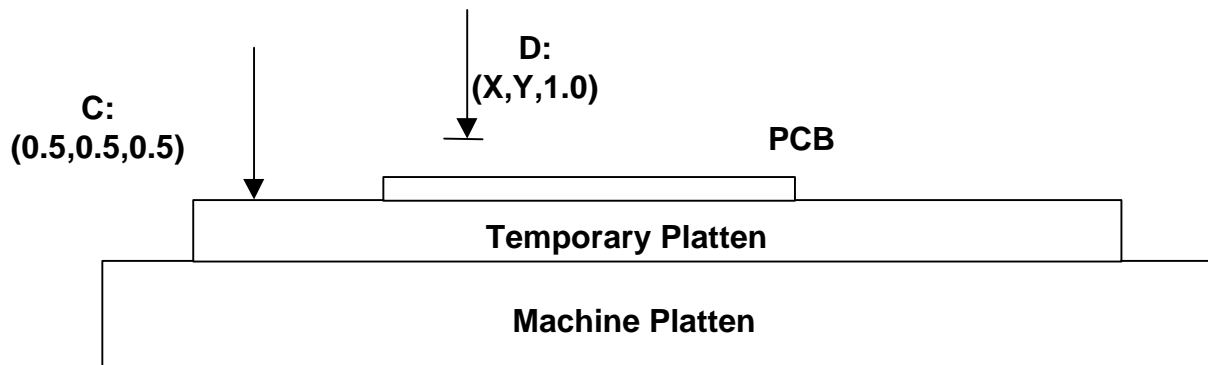 C:
(0.5,0.5,0.5)
D:
(X,Y,1.0)
PCB
Temporary Platten
Machine Platten